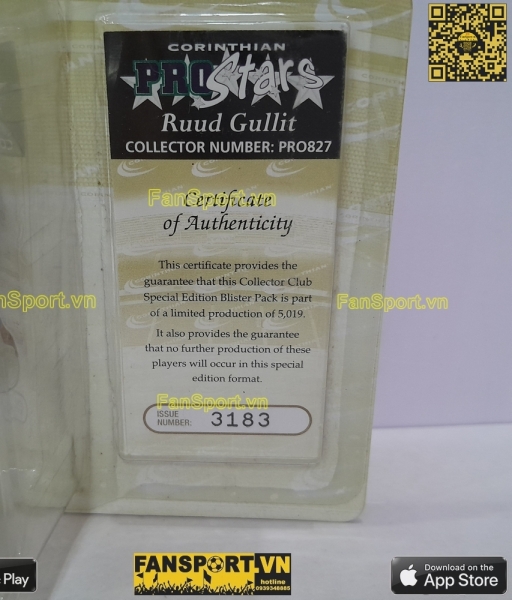 CORINTHIAN
PROStars
Ruud Gullit
COLLECTOR NUMBER: PRO827
FanSport.vn
Certificate
of Authenticity
This certificate provides the
guarantee that this Collector Club
Special Edition Blister Pack is part
of a limited production of 5,019.
FanSport.vn
FanSport.vn
It also provides the guarantee
that no further production of these
players will occur in this special
edition format.
FanSport.vn
ISSUE
NUMBER: 3183
Play
FANSPORT.VN
hotline
0939346685
Download on the
App Store